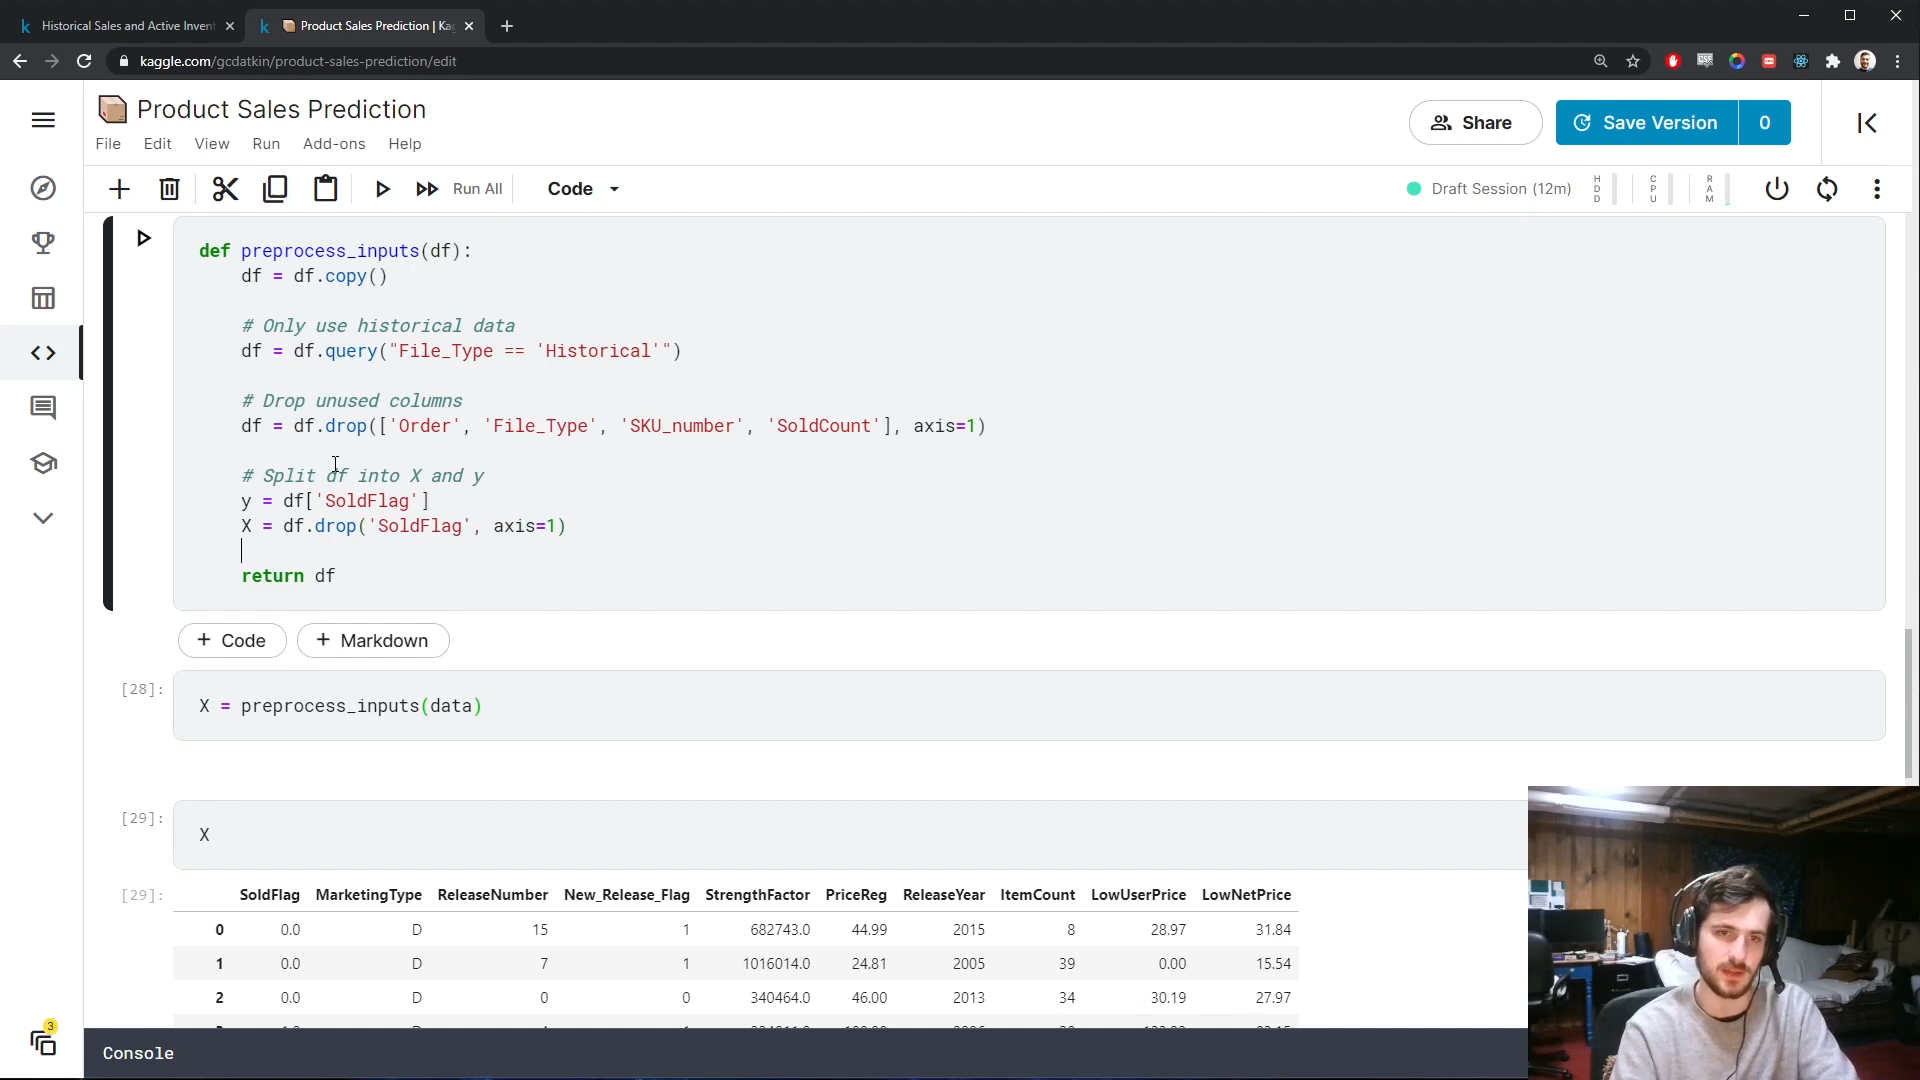 Historical Sales and Active Invent
Product Sales Prediction | Kag
kaggle.com/gcdatkin/product-sales-prediction/edit
Product Sales Prediction
Share
Save Version
0
File Edit View Run Add-ons Help
Run All
Code
Draft Session (12m)
HDD
CPU
RAM
def preprocess_inputs(df):
df = df.copy()
# Only use historical data
df = df.query("File_Type == 'Historical'")
# Drop unused columns
df = df.drop(['Order', 'File_Type', 'SKU_number', 'SoldCount'], axis=1)
# Split df into X and y
y = df['SoldFlag']
X = df.drop('SoldFlag', axis=1)
return df
+ Code
+ Markdown
[28]:
X = preprocess_inputs(data)
[29]:
X
[29]:
SoldFlag MarketingType ReleaseNumber New_Release_Flag StrengthFactor PriceReg ReleaseYear ItemCount LowUserPrice LowNetPrice
0 0.0 D 15 1 682743.0 44.99 2015 8 28.97 31.84
1 0.0 D 7 1 1016014.0 24.81 2005 39 0.00 15.54
2 0.0 D 0 0 340464.0 46.00 2013 34 30.19 27.97
3
Console